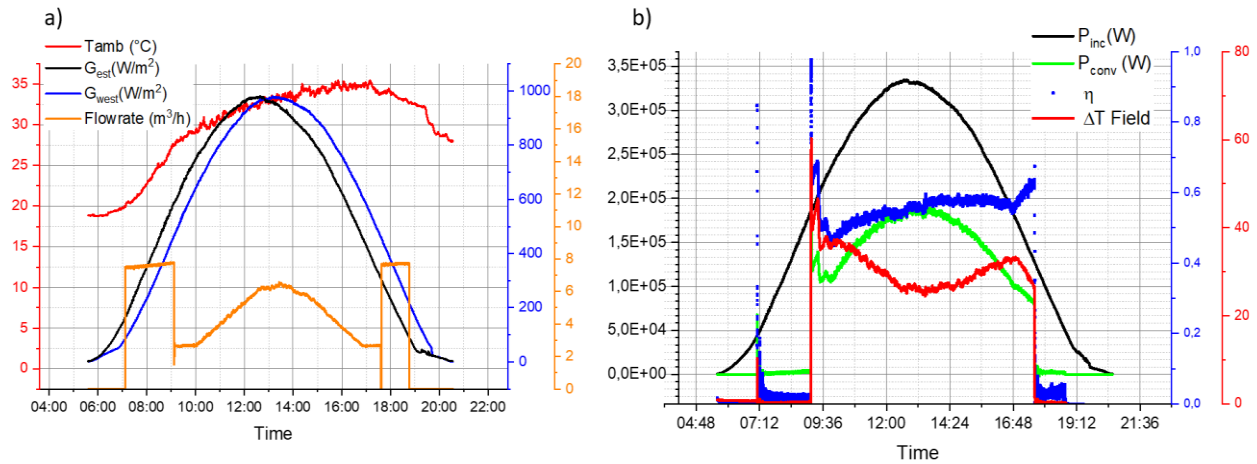 a)
Tamb (°C)
Gest(W/m²)
Gwest(W/m²)
Flowrate (m³/h)
35
30
25
20
15
10
5
0
1000
800
600
400
200
0
20
18
16
14
12
10
8
6
4
2
0
04:00 06:00 08:00 10:00 12:00 14:00 16:00 18:00 20:00 22:00
Time
b)
Pinc(W)
Pconv (W)
η
ΔT Field
3,5E+05
3,0E+05
2,5E+05
2,0E+05
1,5E+05
1,0E+05
5,0E+04
0,0E+00
1,0
0,8
0,6
0,4
0,2
0,0
80
60
40
20
0
04:48 07:12 09:36 12:00 14:24 16:48 19:12 21:36
Time